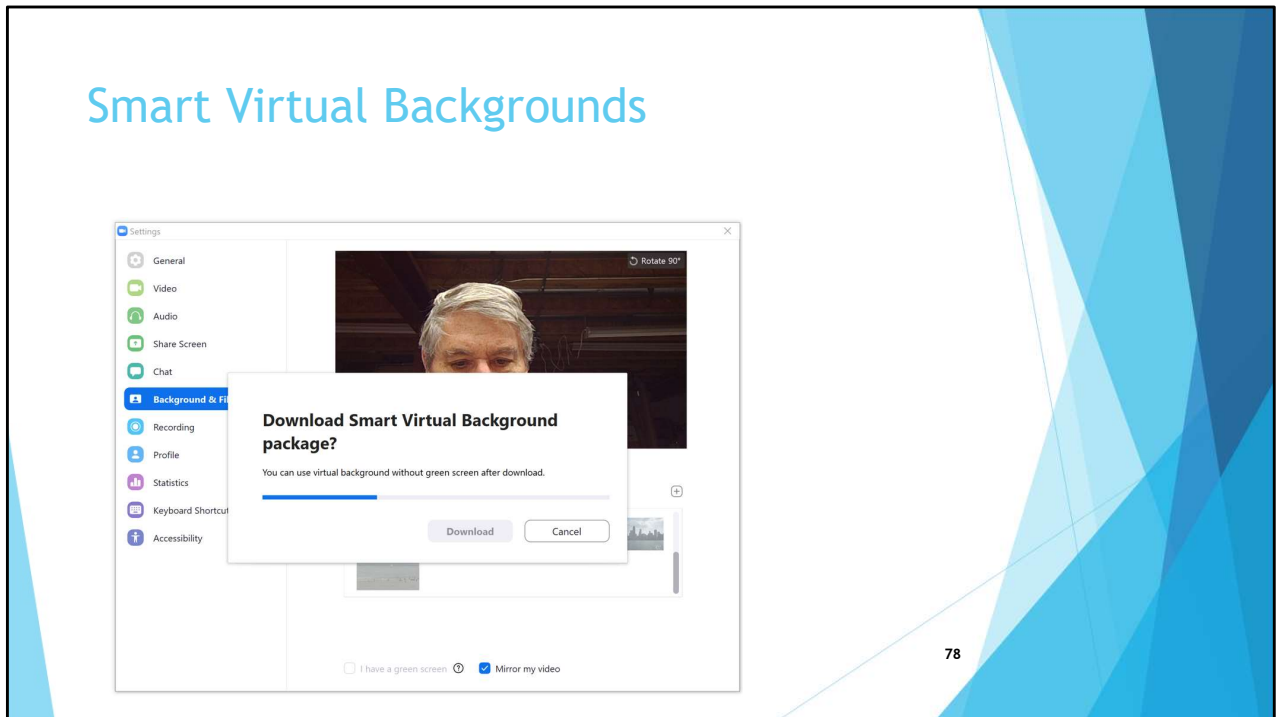 Smart Virtual Backgrounds
Settings
General
Video
Audio
Share Screen
Chat
Background & Fil
Recording
Profile
Statistics
Keyboard Shortcut
Accessibility
Rotate 90°
Download Smart Virtual Background
package?
You can use virtual background without green screen after download.
Download Cancel
I have a green screen Mirror my video
78